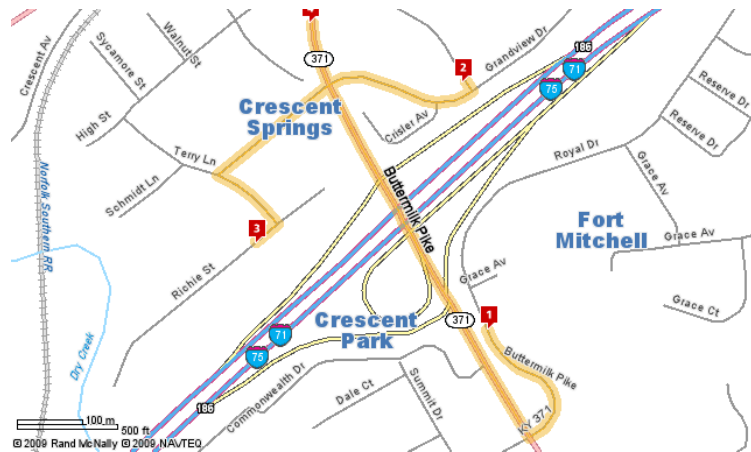 Crescent Av
Sycamore St
Walnut St
371
2
Grandview Dr
186
71
75
Reserve Dr
Reserve Dr
Crescent
Springs
High St
Crisler Av
Terry Ln
Royal Dr
Grace Av
Schmidt Ln
Norfolk Southern RR
Buttermilk Pike
3
Fort
Mitchell
Grace Av
Richie St
Grace Av
Grace Ct
1
Crescent
Park
371
71
75
Dry Creek
Buttermilk Pike
186
Commonwealth Dr
Dale Ct
Summit Dr
KY 371
100 m
500 ft
© 2009 Rand McNally © 2009 NAVTEQ